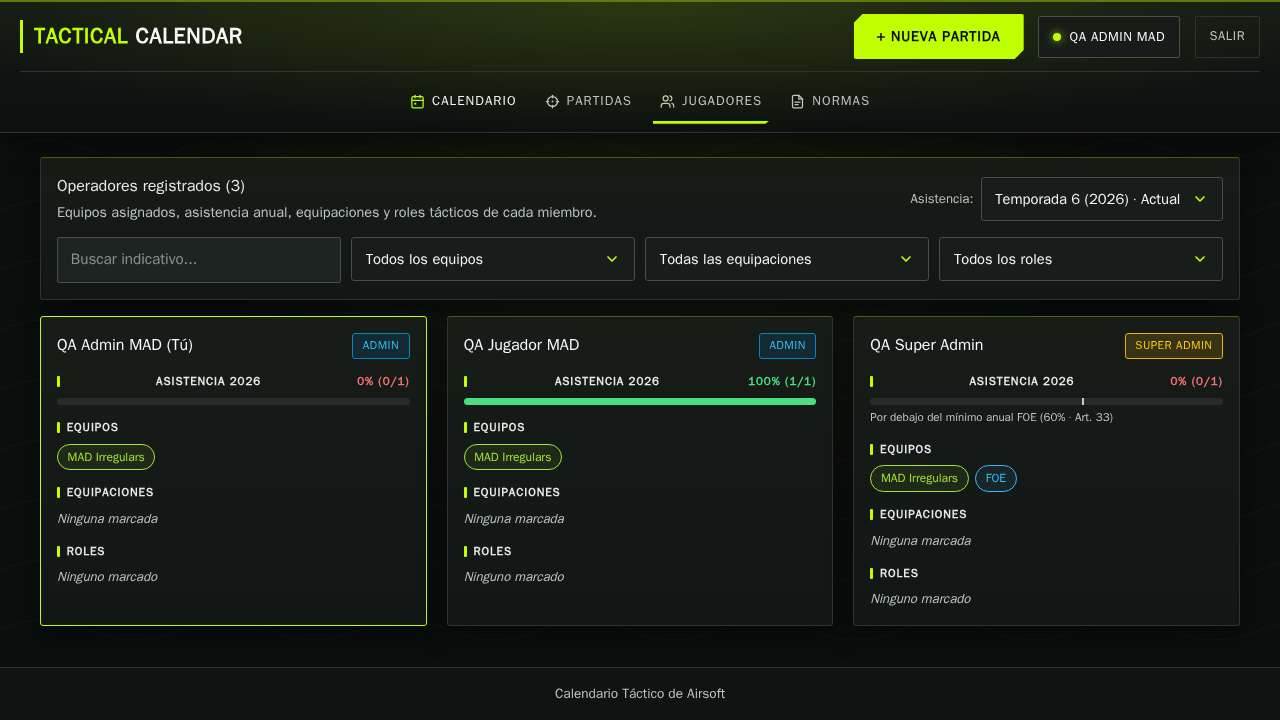 TACTICAL CALENDAR
+ NUEVA PARTIDA
QA ADMIN MAD
SALIR
CALENDARIO
PARTIDAS
JUGADORES
NORMAS
Operadores registrados (3)
Equipos asignados, asistencia anual, equipaciones y roles tácticos de cada miembro.
Asistencia:
Temporada 6 (2026) · Actual
Buscar indicativo...
Todos los equipos
Todas las equipaciones
Todos los roles
QA Admin MAD (Tú)
ADMIN
ASISTENCIA 2026
0% (0/1)
EQUIPOS
MAD Irregulars
EQUIPACIONES
Ninguna marcada
ROLES
Ninguno marcado
QA Jugador MAD
ADMIN
ASISTENCIA 2026
100% (1/1)
EQUIPOS
MAD Irregulars
EQUIPACIONES
Ninguna marcada
ROLES
Ninguno marcado
QA Super Admin
SUPER ADMIN
ASISTENCIA 2026
0% (0/1)
Por debajo del mínimo anual FOE (60% · Art. 33)
EQUIPOS
MAD Irregulars
FOE
EQUIPACIONES
Ninguna marcada
ROLES
Ninguno marcado
Calendario Táctico de Airsoft